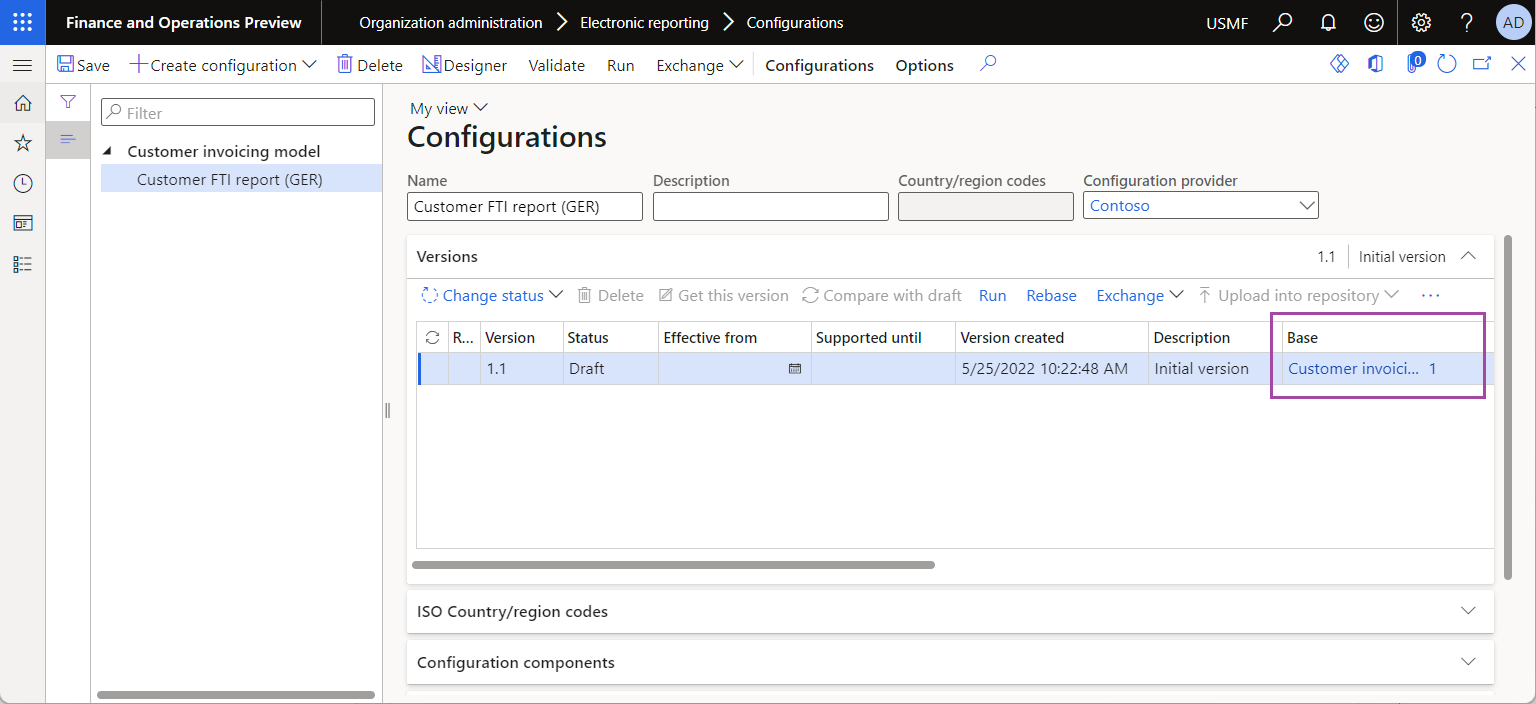 Finance and Operations Preview
Organization administration
Electronic reporting
Configurations
USMF
AD
Save
Create configuration
Delete
Designer
Validate
Run
Exchange
Configurations
Options
0
Filter
Customer invoicing model
Customer FTI report (GER)
My view
Configurations
Name
Description
Country/region codes
Configuration provider
Customer FTI report (GER)
Contoso
Versions
1.1
Initial version
Change status
Delete
Get this version
Compare with draft
Run
Rebase
Exchange
Upload into repository
...
R...
Version
Status
Effective from
Supported until
Version created
Description
Base
1.1
Draft
5/25/2022 10:22:48 AM
Initial version
Customer invoici...
1
ISO Country/region codes
Configuration components